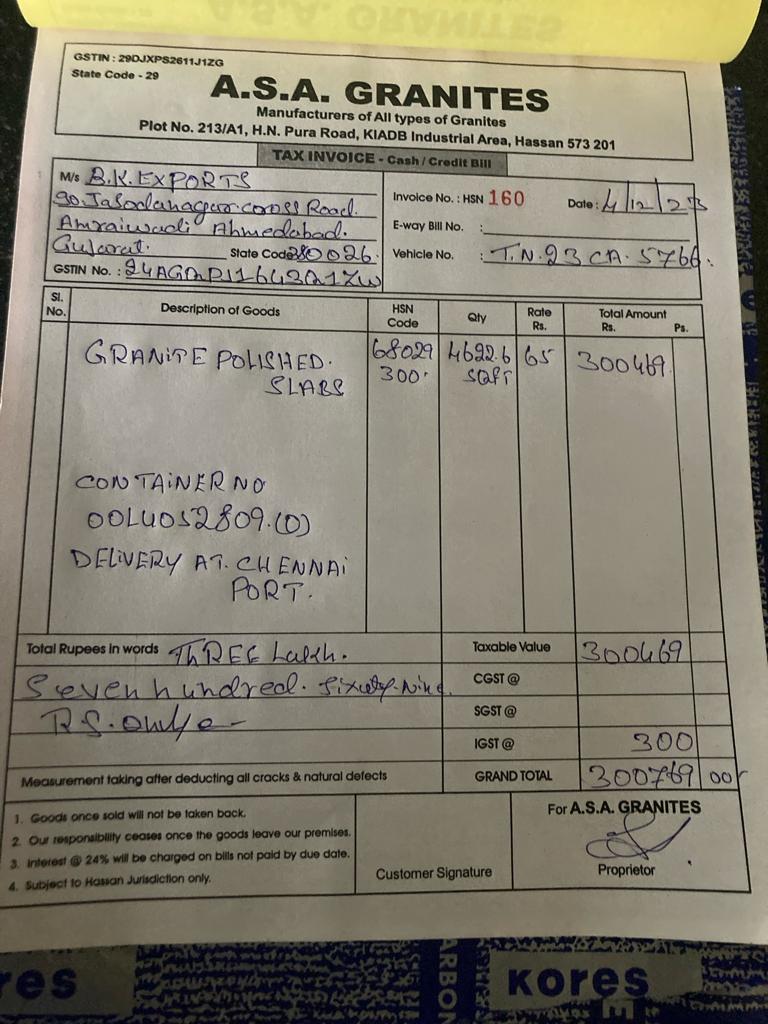 GSTIN : 29DJXPS2611J1ZG
State Code - 29
A.S.A. GRANITES
Manufacturers of All types of Granites
Plot No. 213/A1, H.N. Pura Road, KIADB Industrial Area, Hassan 573 201
TAX INVOICE - Cash / Credit Bill
M/s B.K. EXPORTS
90. Jasodanagar cross Road.
Amraiwadi Ahmedabad.
Gujarat. State Code 380026.
GSTIN No. :
Invoice No. : HSN 160 Date : 4/12/23
E-way Bill No. :
Vehicle No. : T.N. 23 CA. 5766.
Sl. No. Description of Goods HSN Code Qty Rate Rs. Total Amount Rs. Ps.
GRANITE POLISHED. 68029 4622.6 65 300469.
SLABS 300. SQFT
CONTAINER NO
OOLU052809.(0)
DELIVERY AT. CHENNAI
PORT.
Total Rupees in words ThREE Lakh. Taxable Value 300469
Seven hundred. Sixuty-Nine. CGST @
RS. only - SGST @
IGST @ 300
Measurement taking after deducting all cracks & natural defects GRAND TOTAL 300769 00
1. Goods once sold will not be taken back.
2. Our responsibility ceases once the goods leave our premises.
3. Interest @ 24% will be charged on bills not paid by due date.
4. Subject to Hassan Jurisdiction only.
Customer Signature
For A.S.A. GRANITES
Proprietor
res
ARBON
KORES